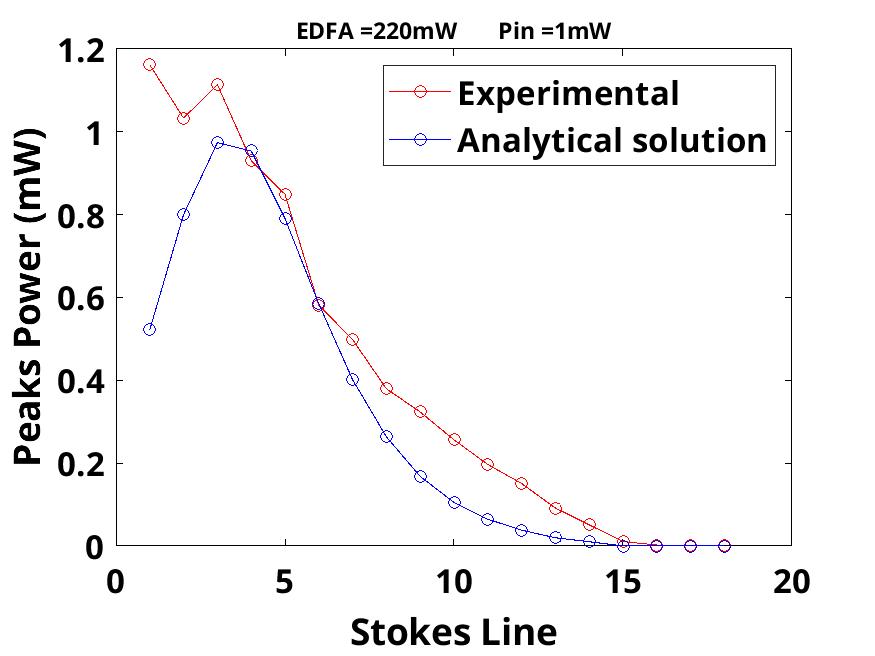 EDFA =220mW Pin =1mW
Experimental
Analytical solution
Peaks Power (mW)
1.2
1
0.8
0.6
0.4
0.2
0
0 5 10 15 20
Stokes Line